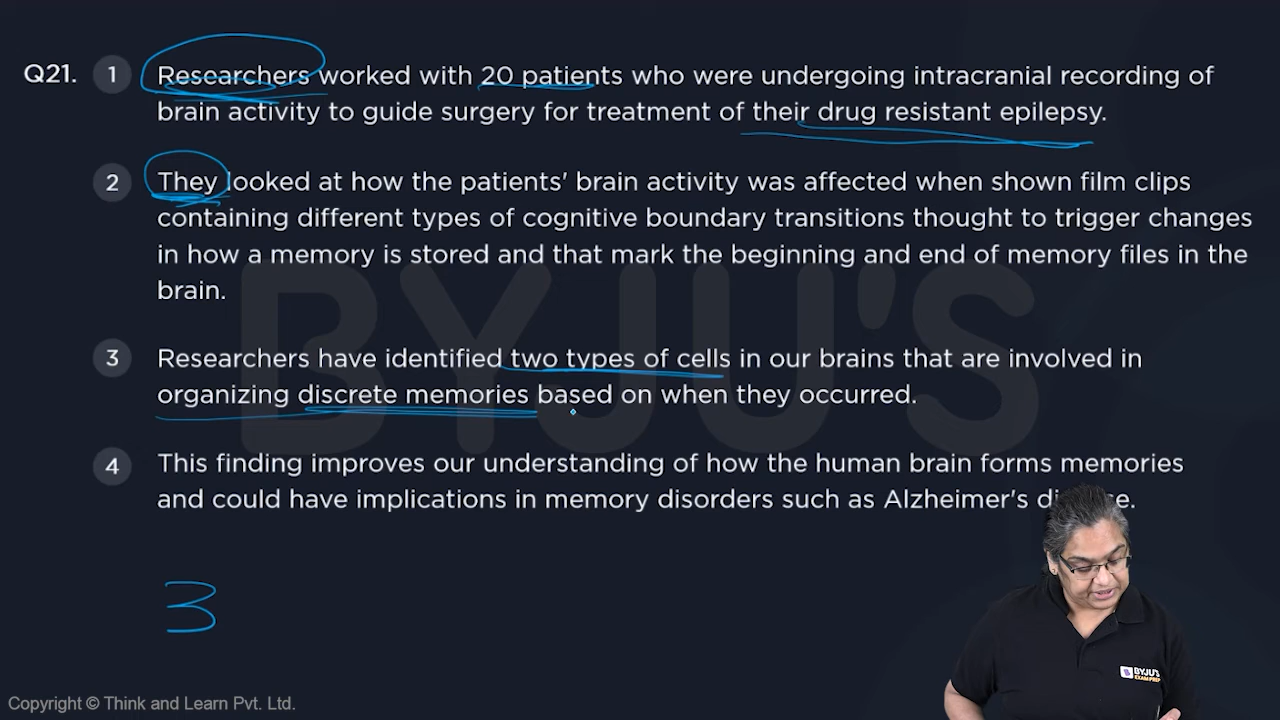 Q21. 1 Researchers worked with 20 patients who were undergoing intracranial recording of
brain activity to guide surgery for treatment of their drug resistant epilepsy.
2 They looked at how the patients' brain activity was affected when shown film clips
containing different types of cognitive boundary transitions thought to trigger changes
in how a memory is stored and that mark the beginning and end of memory files in the
brain.
3 Researchers have identified two types of cells in our brains that are involved in
organizing discrete memories based on when they occurred.
4 This finding improves our understanding of how the human brain forms memories
and could have implications in memory disorders such as Alzheimer's
3
BYJU'S
BYJU'S
EXAM PREP
Copyright © Think and Learn Pvt. Ltd.